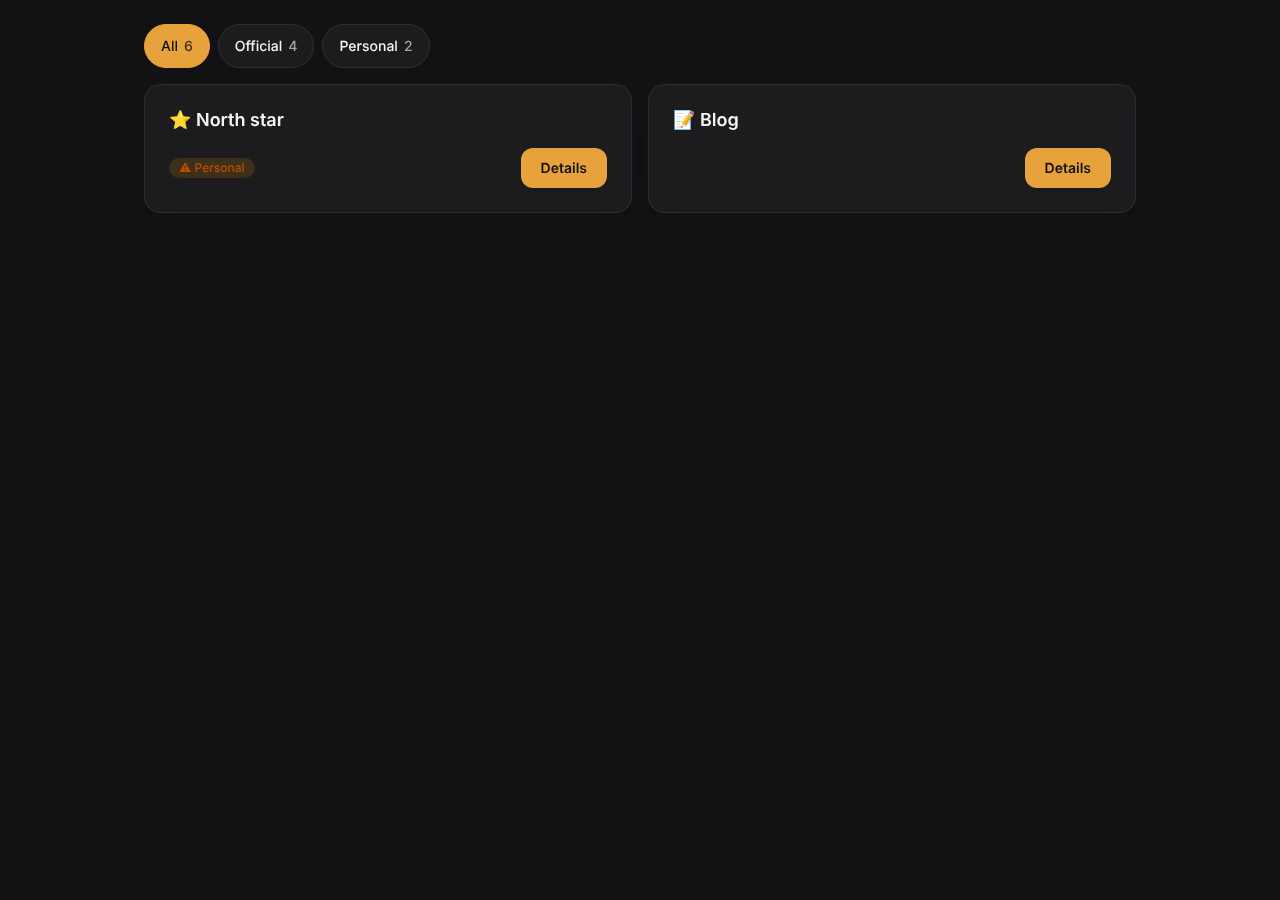 All 6 Official 4 Personal 2
⭐ North star
⚠ Personal Details
📝 Blog
Details